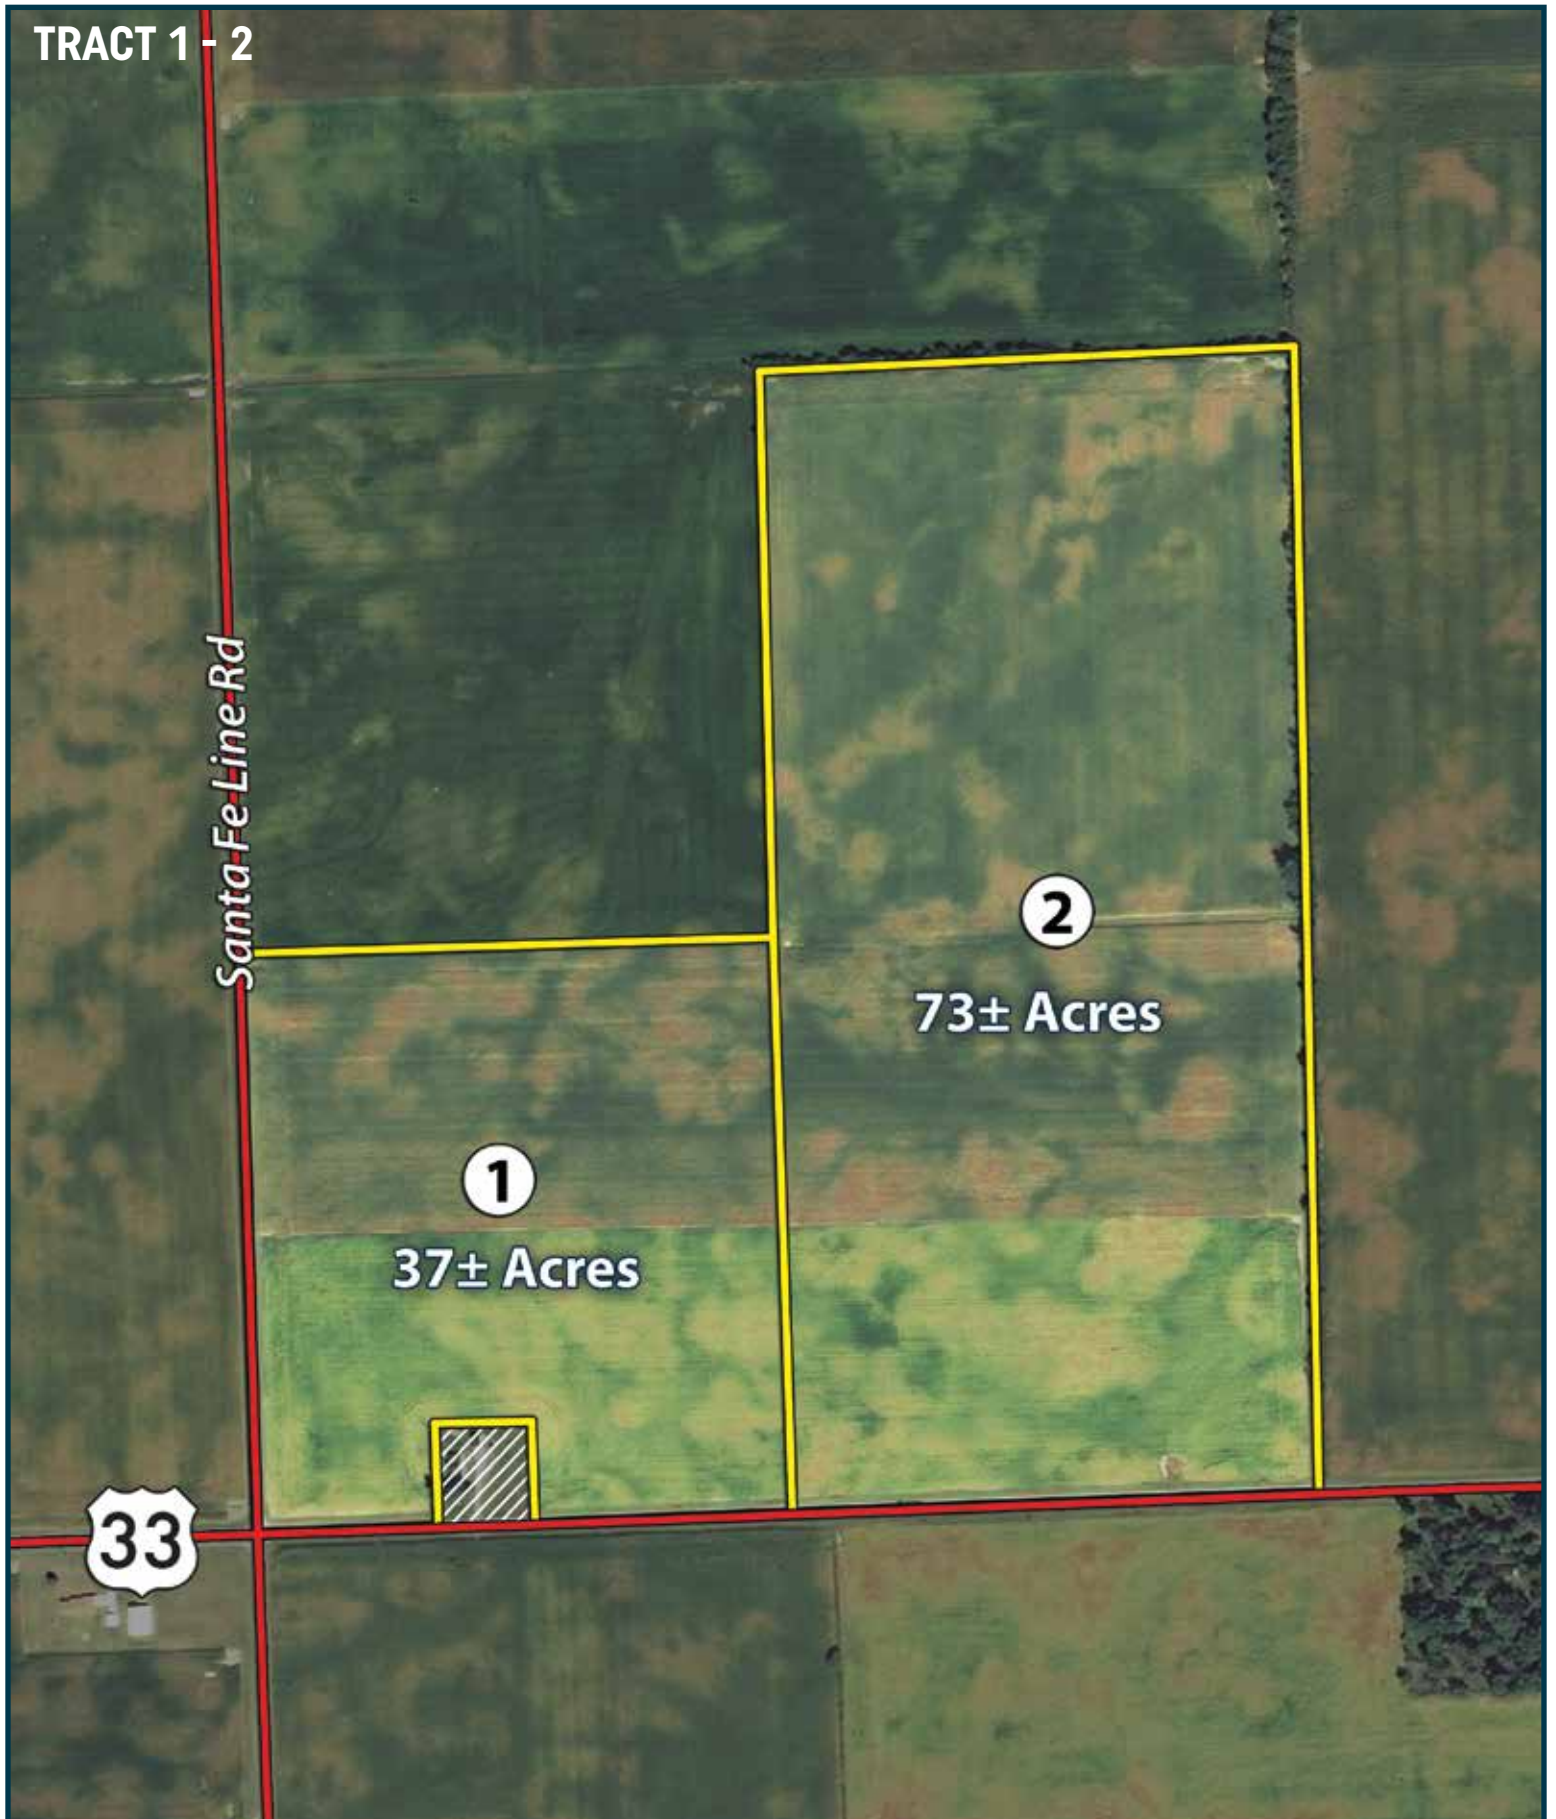 TRACT 1 - 2
Santa Fe Line Rd
2
73± Acres
1
37± Acres
33